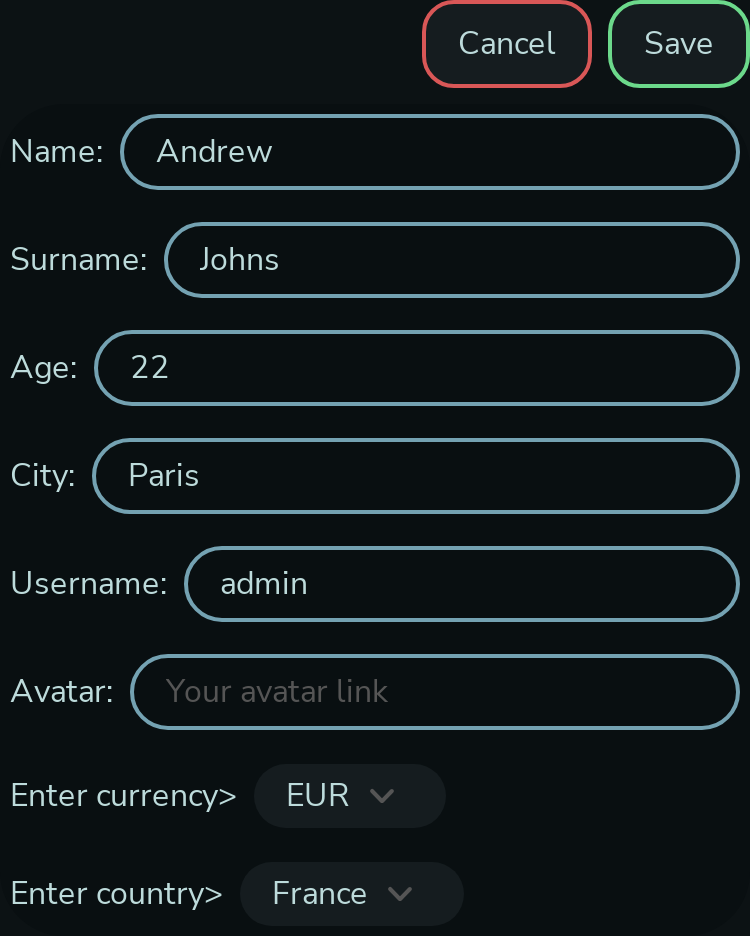 Cancel Save
Name: Andrew
Surname: Johns
Age: 22
City: Paris
Username: admin
Avatar: Your avatar link
Enter currency> EUR
Enter country> France